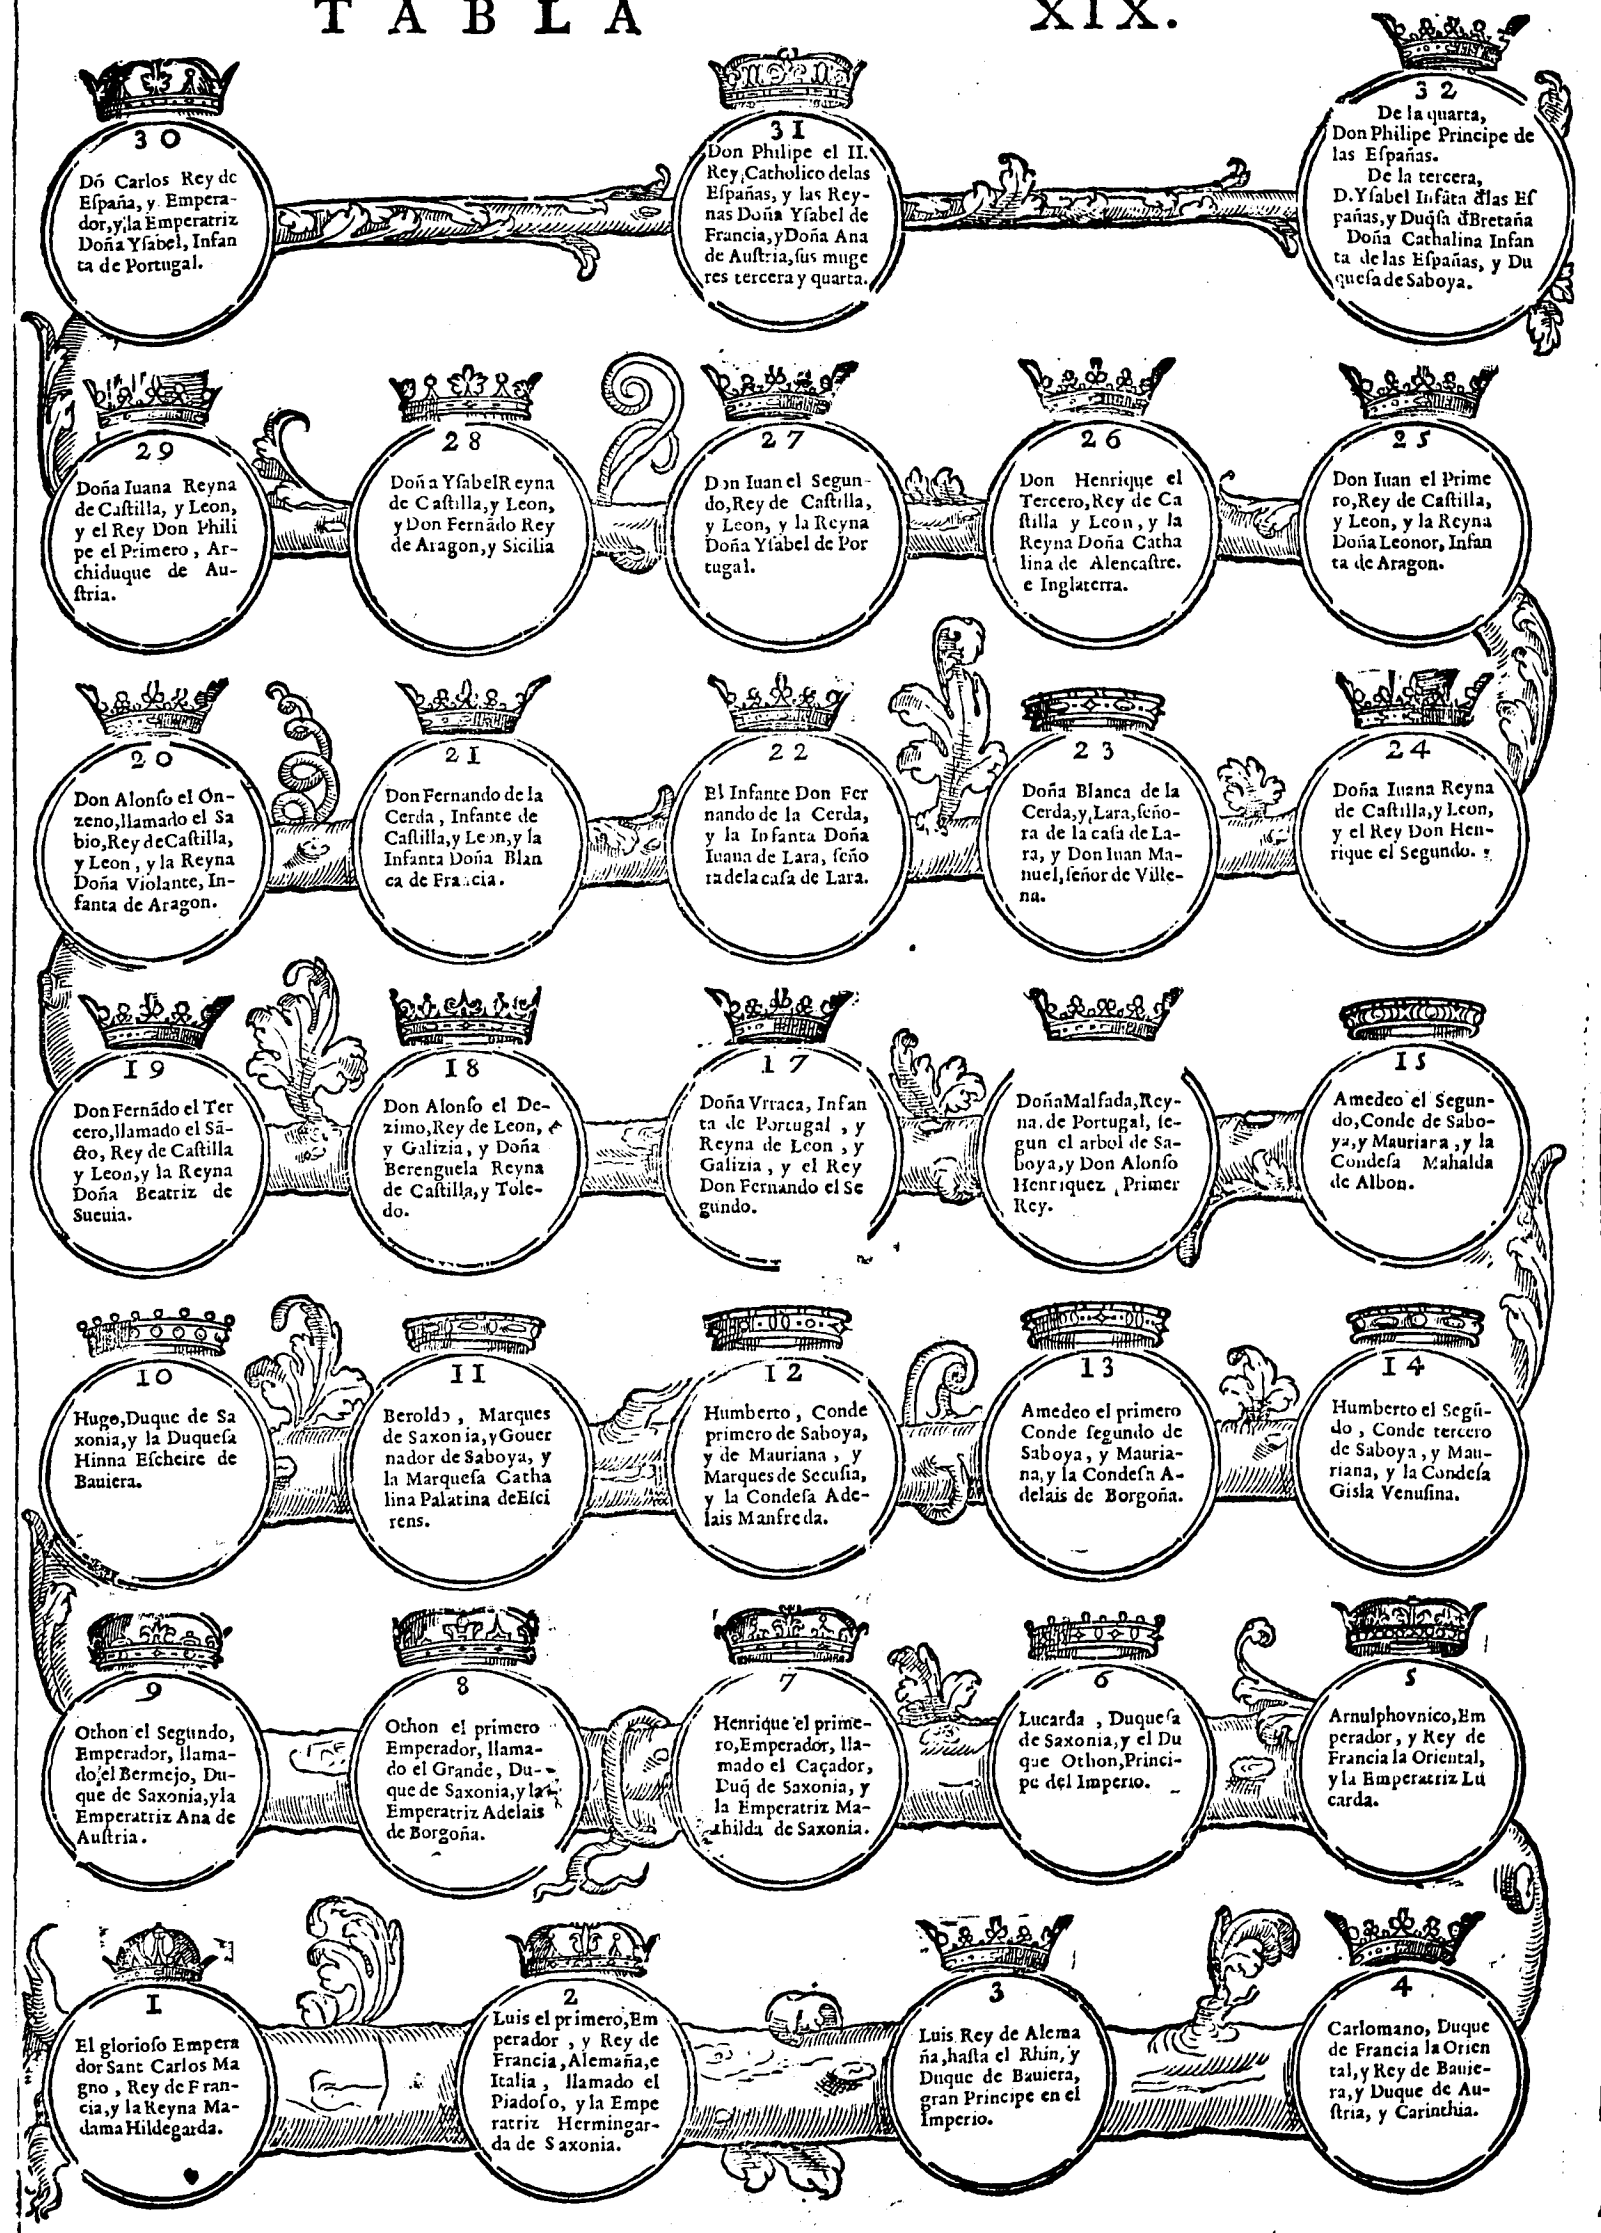 TABLA XIX.
30
Dõ Carlos Rey de
Eſpaña, y Empera-
dor, y la Emperatriz
Doña Yſabel, Infan
ta de Portugal.
31
Don Philipe el II.
Rey Catholico delas
Eſpañas, y las Rey-
nas Doña Yſabel de
Francia, y Doña Ana
de Auſtria, ſus muge
res tercera y quarta.
32
De la quarta,
Don Philipe Principe de
las Eſpañas.
De la tercera,
D. Yſabel Infãta đlas Eſ
pañas, y Duq̃ſa đBretaña
Doña Cathalina Infan
ta de las Eſpañas, y Du
queſa de Saboya.
29
Doña Iuana Reyna
de Caſtilla, y Leon,
y el Rey Don Phili
pe el Primero, Ar-
chiduque de Au-
ſtria.
28
Doña Yſabel Reyna
de Caſtilla, y Leon,
y Don Fernãdo Rey
de Aragon, y Sicilia
27
Don Iuan el Segun-
do, Rey de Caſtilla,
y Leon, y la Reyna
Doña Yſabel de Por
tugal.
26
Don Henrique el
Tercero, Rey de Ca
ſtilla y Leon, y la
Reyna Doña Catha
lina de Alencaſtre.
e Inglaterra.
25
Don Iuan el Prime
ro, Rey de Caſtilla,
y Leon, y la Reyna
Doña Leonor, Infan
ta de Aragon.
20
Don Alonſo el On-
zeno, llamado el Sa
bio, Rey de Caſtilla,
y Leon, y la Reyna
Doña Violante, In-
fanta de Aragon.
21
Don Fernando de la
Cerda, Infante de
Caſtilla, y Leon, y la
Infanta Doña Blan
ca de Francia.
22
El Infante Don Fer
nando de la Cerda,
y la Infanta Doña
Iuana de Lara, ſeño
ra dela caſa de Lara.
23
Doña Blanca de la
Cerda, y Lara, ſeño-
ra de la caſa de La-
ra, y Don Iuan Ma-
nuel, ſeñor de Ville-
na.
24
Doña Iuana Reyna
de Caſtilla, y Leon,
y el Rey Don Hen-
rique el Segundo.
19
Don Fernãdo el Ter
cero, llamado el Sã-
cto, Rey de Caſtilla
y Leon, y la Reyna
Doña Beatriz de
Sueuia.
18
Don Alonſo el De-
zimo, Rey de Leon,
y Galizia, y Doña
Berenguela Reyna
de Caſtilla, y Tole-
do.
17
Doña Vrraca, Infan
ta de Portugal, y
Reyna de Leon, y
Galizia, y el Rey
Don Fernando el Se
gundo.
Doña Malfada, Rey-
na de Portugal, ſe-
gun el arbol de Sa-
boya, y Don Alonſo
Henriquez, Primer
Rey.
15
Amedeo el Segun-
do, Conde de Sabo-
ya, y Mauriara, y la
Condeſa Mahalda
de Albon.
10
Hugo, Duque de Sa
xonia, y la Duqueſa
Hinna Eſcheire de
Bauiera.
11
Beroldo, Marques
de Saxonia, y Gouer
nador de Saboya, y
la Marqueſa Catha
lina Palatina de Eſci
rens.
12
Humberto, Conde
primero de Saboya,
y de Mauriana, y
Marques de Secuſia,
y la Condeſa Ade-
lais Manfreda.
13
Amedeo el primero
Conde ſegundo de
Saboya, y Mauria-
na, y la Condeſa A-
delais de Borgoña.
14
Humberto el Segũ-
do, Conde tercero
de Saboya, y Mau-
riana, y la Condeſa
Gisla Venuſina.
9
Othon el Segundo,
Emperador, llama-
do el Bermejo, Du-
que de Saxonia, y la
Emperatriz Ana de
Auſtria.
8
Othon el primero
Emperador, llama-
do el Grande, Du-
que de Saxonia, y la
Emperatriz Adelais
de Borgoña.
7
Henrique el prime-
ro, Emperador, lla-
mado el Caçador,
Duq̃ de Saxonia, y
la Emperatriz Ma-
thilda de Saxonia.
6
Lucarda, Duqueſa
de Saxonia, y el Du
que Othon, Princi-
pe del Imperio.
5
Arnulphovnico, Em
perador, y Rey de
Francia la Oriental,
y la Emperatriz Lu
carda.
1
El glorioſo Empera
dor Sant Carlos Ma
gno, Rey de Fran-
cia, y la Reyna Ma-
dama Hildegarda.
2
Luis el primero, Em
perador, y Rey de
Francia, Alemaña, e
Italia, llamado el
Piadoſo, y la Empe
ratriz Hermingar-
da de Saxonia.
3
Luis Rey de Alema
ña, haſta el Rhin, y
Duque de Bauiera,
gran Principe en el
Imperio.
4
Carlomano, Duque
de Francia la Orien
tal, y Rey de Bauie-
ra, y Duque de Au-
ſtria, y Carinthia.